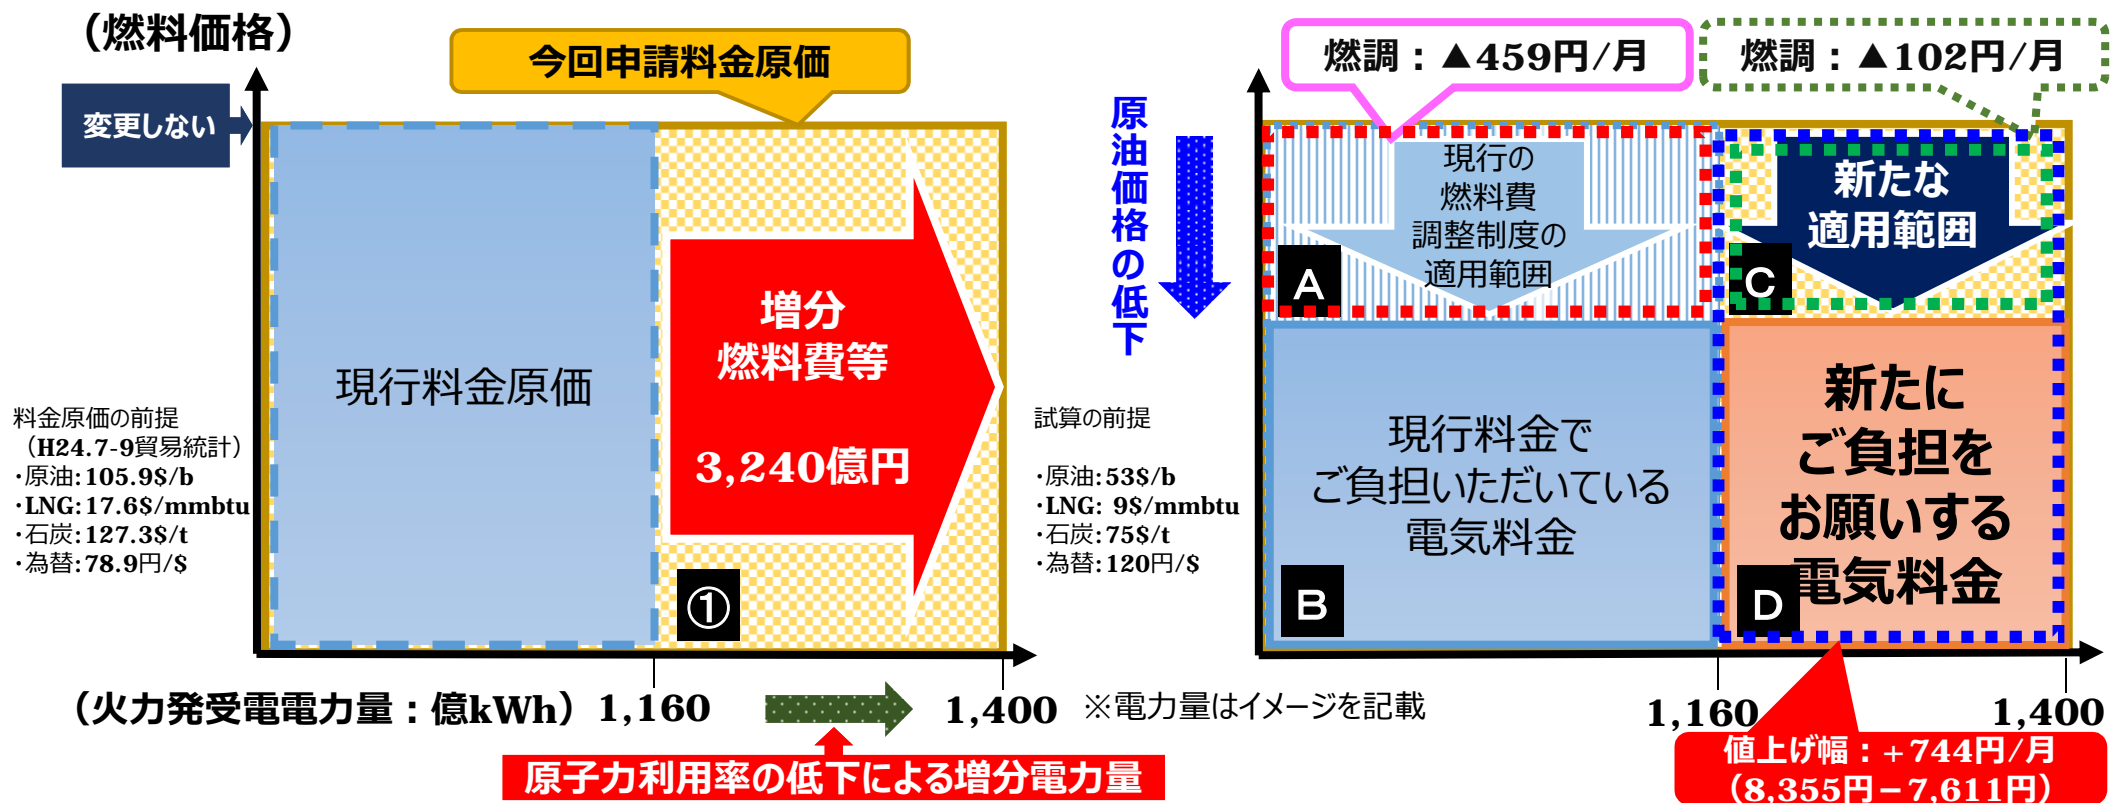 （燃料価格）
変更しない
今回申請料金原価
現行料金原価
増分
燃料費等
3,240億円
①
料金原価の前提
（H24.7-9貿易統計）
・原油：105.9$/b
・LNG：17.6$/mmbtu
・石炭：127.3$/t
・為替：78.9円/$
（火力発受電電力量：億kWh）
1,160
1,400
※電力量はイメージを記載
原子力利用率の低下による増分電力量
燃調：▲459円/月
燃調：▲102円/月
原油価格の低下
現行の
燃料費
調整制度の
適用範囲
A
新たな
適用範囲
C
試算の前提
・原油：53$/b
・LNG： 9$/mmbtu
・石炭：75$/t
・為替：120円/$
現行料金で
ご負担いただいている
電気料金
B
新たに
ご負担を
お願いする
電気料金
D
1,160
1,400
値上げ幅：+744円/月
（8,355円－7,611円）